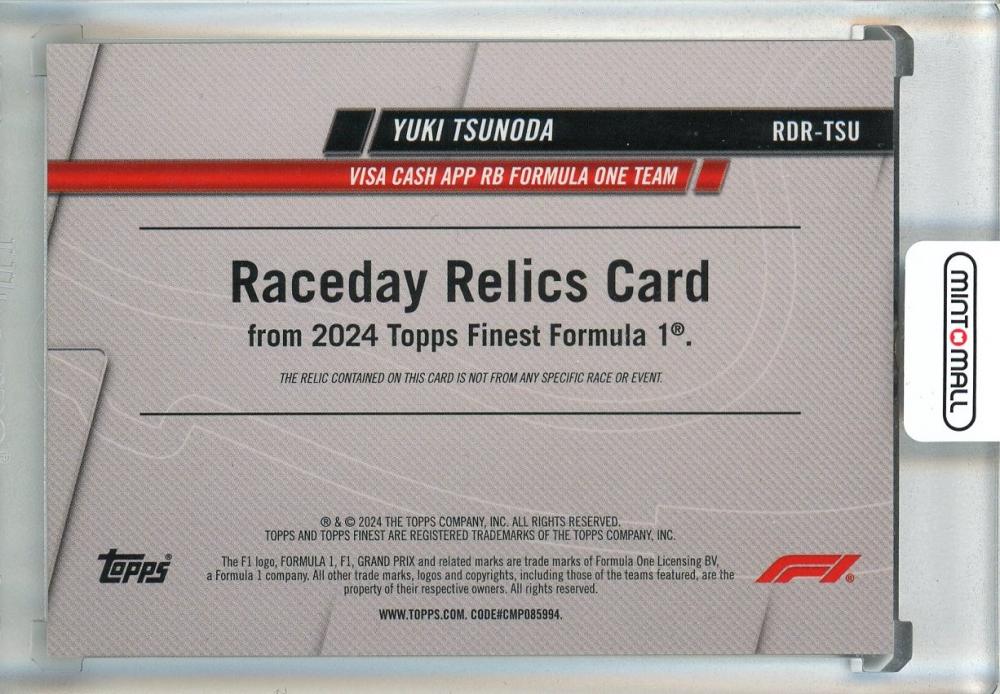 YUKI TSUNODA
RDR-TSU
VISA CASH APP RB FORMULA ONE TEAM
Raceday Relics Card
from 2024 Topps Finest Formula 1®.
THE RELIC CONTAINED ON THIS CARD IS NOT FROM ANY SPECIFIC RACE OR EVENT.
MINT MALL
® & © 2024 THE TOPPS COMPANY, INC. ALL RIGHTS RESERVED.
TOPPS AND TOPPS FINEST ARE REGISTERED TRADEMARKS OF THE TOPPS COMPANY, INC.
topps®
The F1 logo, FORMULA 1, F1, GRAND PRIX and related marks are trade marks of Formula One Licensing BV,
a Formula 1 company. All other trade marks, logos and copyrights, including those of the teams featured, are the
property of their respective owners. All rights reserved.
F1®
WWW.TOPPS.COM. CODE#CMP085994.